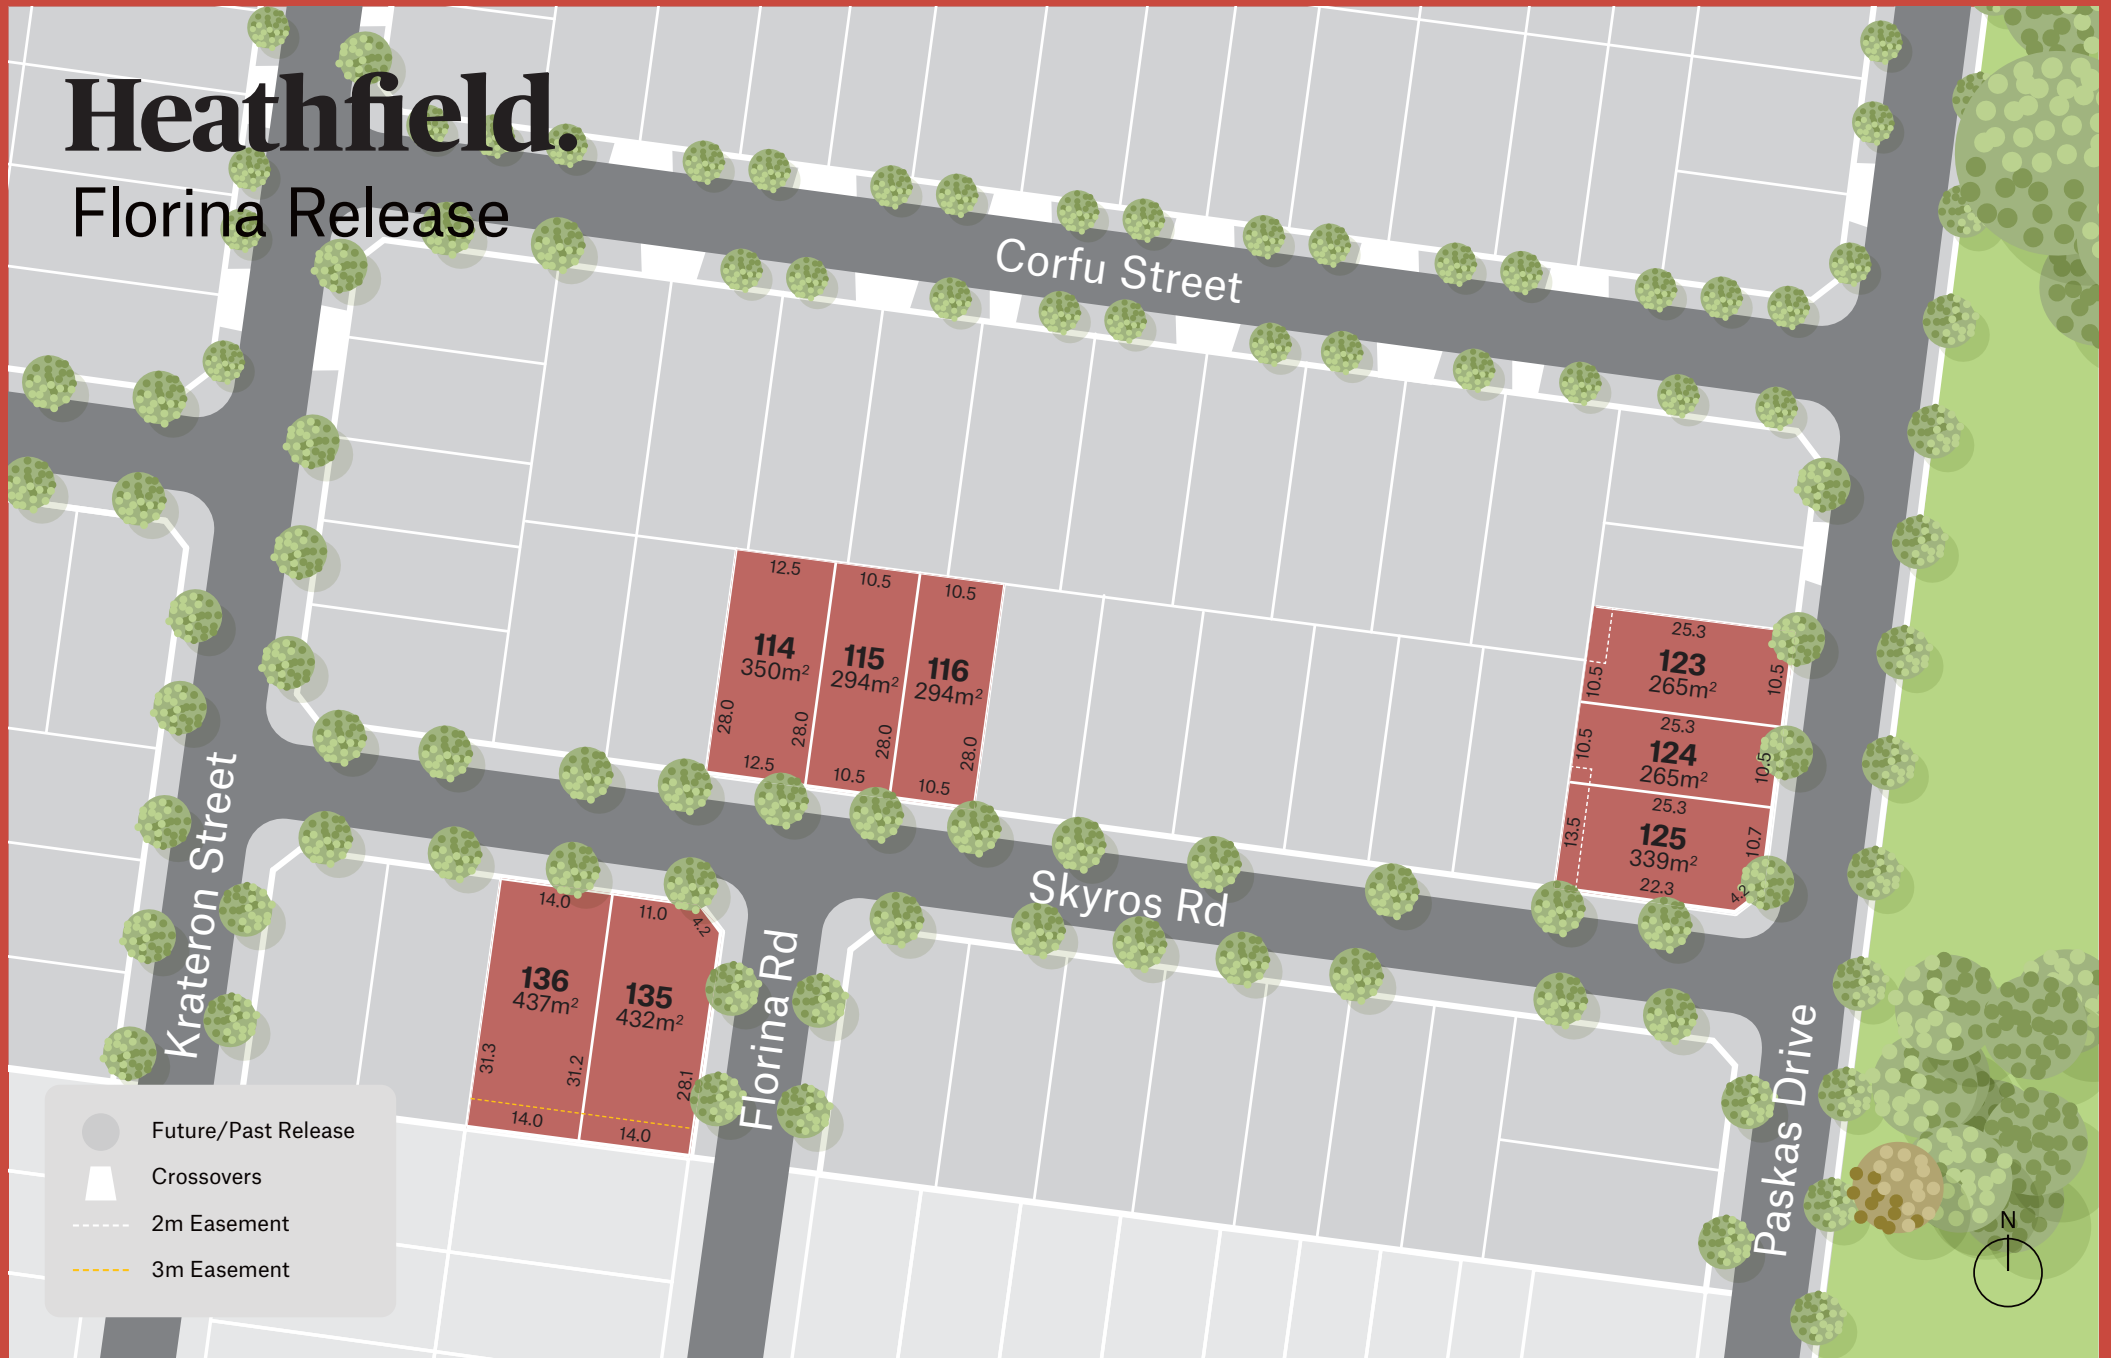 Heathfield.
Florina Release
Corfu Street
12.5
10.5
10.5
114
350m²
115
294m²
116
294m²
28.0
28.0
28.0
28.0
12.5
10.5
10.5
25.3
123
265m²
10.5
10.5
25.3
124
265m²
10.5
10.5
25.3
125
339m²
13.5
10.7
22.3
4.2
Krateron Street
Skyros Rd
14.0
11.0
4.2
136
437m²
135
432m²
31.3
31.2
28.1
14.0
14.0
Florina Rd
Paskas Drive
Future/Past Release
Crossovers
2m Easement
3m Easement
N